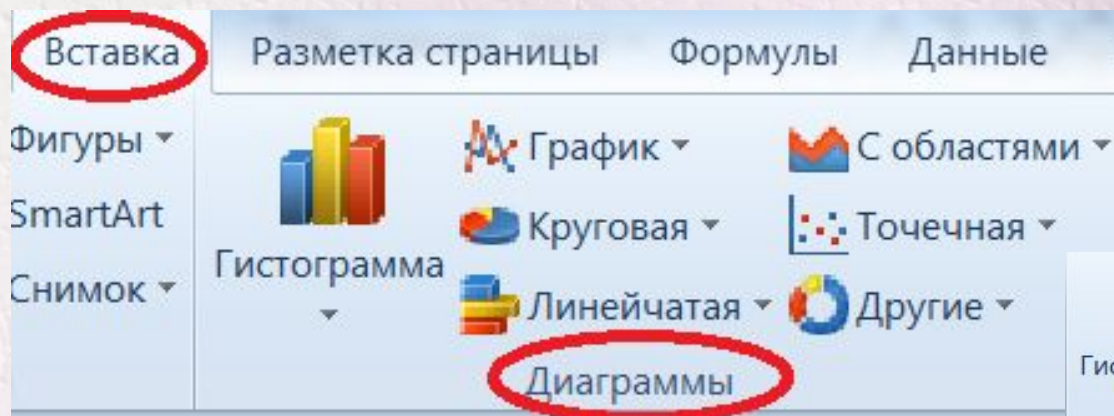 Вставка Разметка страницы Формулы Данные
Фигуры График С областями
SmartArt Круговая Точечная
Снимок Гистограмма Линейчатая Другие
Диаграммы